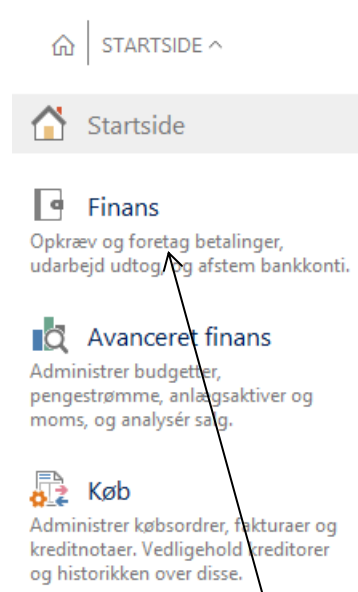 STARTSIDE
Startside
Finans
Opkræv og foretag betalinger,
udarbejd udtog, og afstem bankkonti.
Avanceret finans
Administrer budgetter,
pengestrømme, anlægsaktiver og
moms, og analysér salg.
Køb
Administrer købsordrer, fakturaer og
kreditnotaer. Vedligehold kreditorer
og historikken over disse.